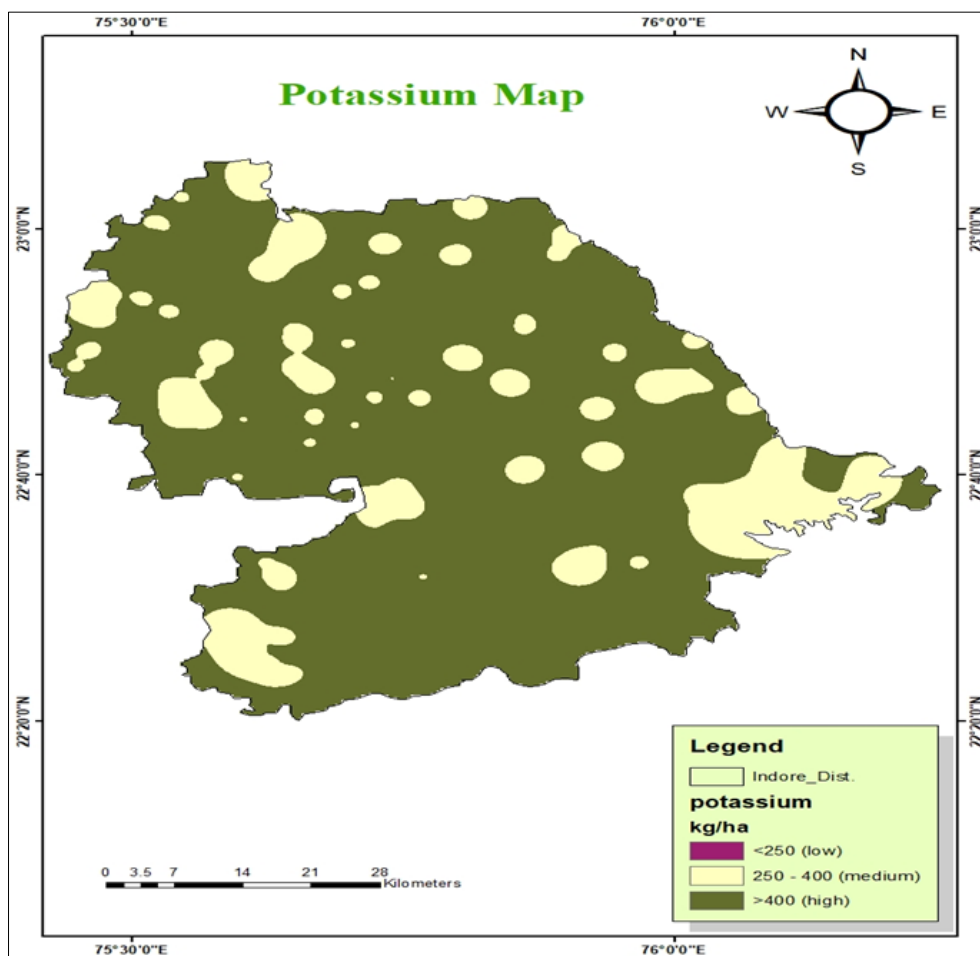 75°30'0"E 76°0'0"E
Potassium Map
N
W E
S
23°0'0"N 23°0'0"N
22°40'0"N 22°40'0"N
22°20'0"N 22°20'0"N
Legend
Indore_Dist.
potassium
kg/ha
<250 (low)
250 - 400 (medium)
>400 (high)
0 3.5 7 14 21 28
Kilometers
75°30'0"E 76°0'0"E